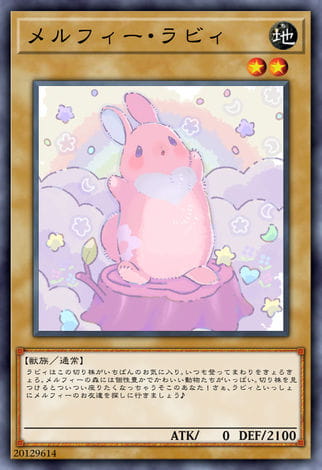 メルフィー・ラビィ
地
【獣族／通常】
ラビィはこの切り株がいちばんのお気に入り。いつも登ってまわりをきょろきょ
ろ。メルフィーの森には個性豊かでかわいい動物たちがいっぱい。切り株を見
つけるとついつい座りたくなっちゃうそこのあなた！さぁ、ラビィといっしょ
にメルフィーのお友達を探しに行きましょう♪
ATK/ 0 DEF/2100
20129614